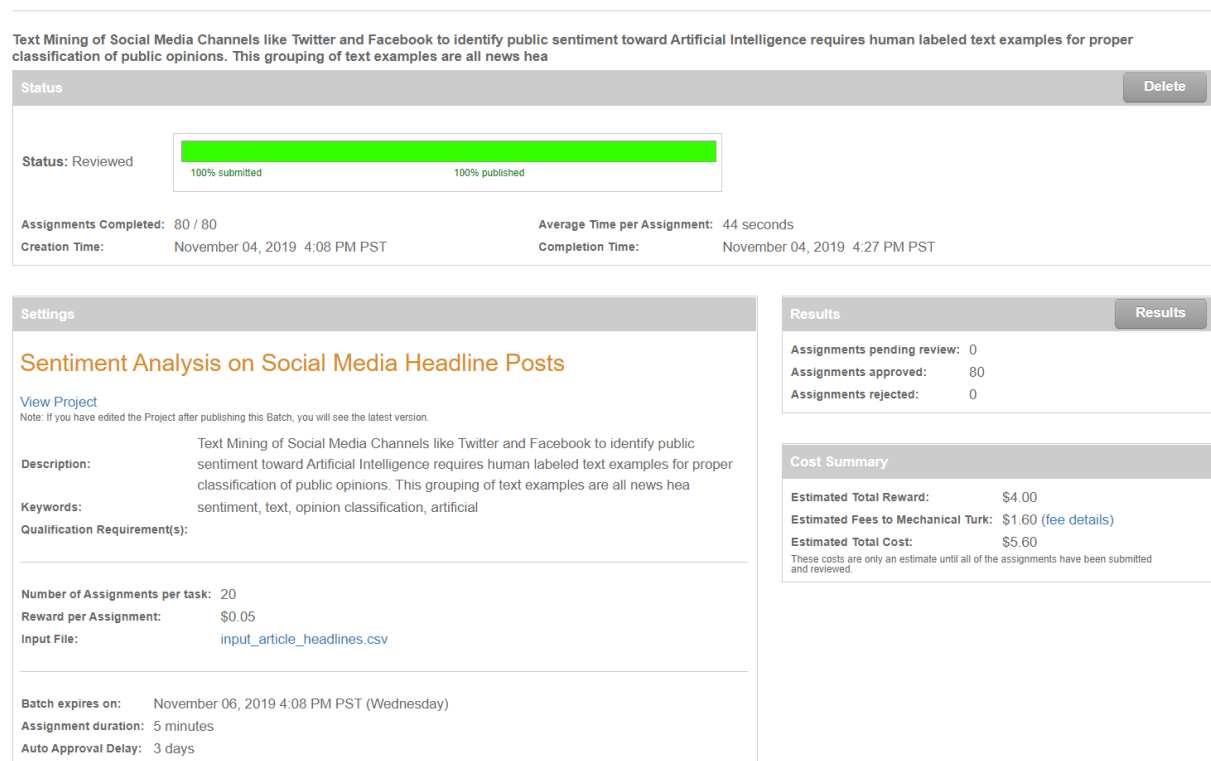 Text Mining of Social Media Channels like Twitter and Facebook to identify public sentiment toward Artificial Intelligence requires human labeled text examples for proper
classification of public opinions. This grouping of text examples are all news hea
Status
Delete
Status: Reviewed
100% submitted
100% published
Assignments Completed: 80 / 80
Average Time per Assignment: 44 seconds
Creation Time: November 04, 2019 4:08 PM PST
Completion Time: November 04, 2019 4:27 PM PST
Settings
Sentiment Analysis on Social Media Headline Posts
View Project
Note: If you have edited the Project after publishing this Batch, you will see the latest version.
Description:
Text Mining of Social Media Channels like Twitter and Facebook to identify public
sentiment toward Artificial Intelligence requires human labeled text examples for proper
classification of public opinions. This grouping of text examples are all news hea
Keywords: sentiment, text, opinion classification, artificial
Qualification Requirement(s):
Number of Assignments per task: 20
Reward per Assignment: $0.05
Input File: input_article_headlines.csv
Batch expires on: November 06, 2019 4:08 PM PST (Wednesday)
Assignment duration: 5 minutes
Auto Approval Delay: 3 days
Results
Results
Assignments pending review: 0
Assignments approved: 80
Assignments rejected: 0
Cost Summary
Estimated Total Reward: $4.00
Estimated Fees to Mechanical Turk: $1.60 (fee details)
Estimated Total Cost: $5.60
These costs are only an estimate until all of the assignments have been submitted
and reviewed.